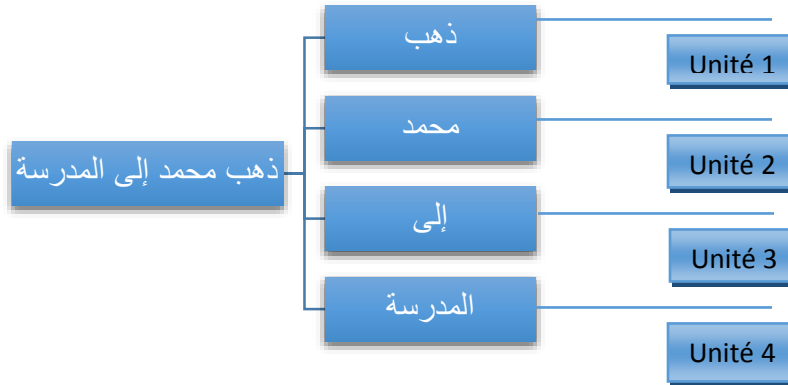 ذهب محمد إلى المدرسة
ذهب
Unité 1
محمد
Unité 2
إلى
Unité 3
المدرسة
Unité 4